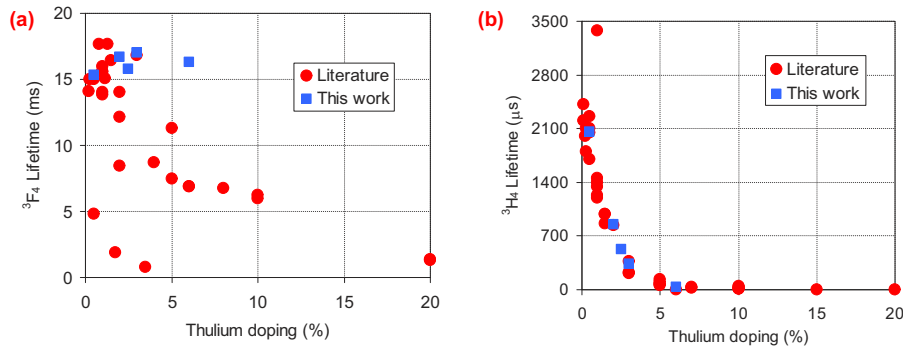 (a)
20
15
10
5
0
³F₄ Lifetime (ms)
Literature
This work
0 5 10 15 20
Thulium doping (%)
(b)
3500
2800
2100
1400
700
0
³H₄ Lifetime (μs)
Literature
This work
0 5 10 15 20
Thulium doping (%)